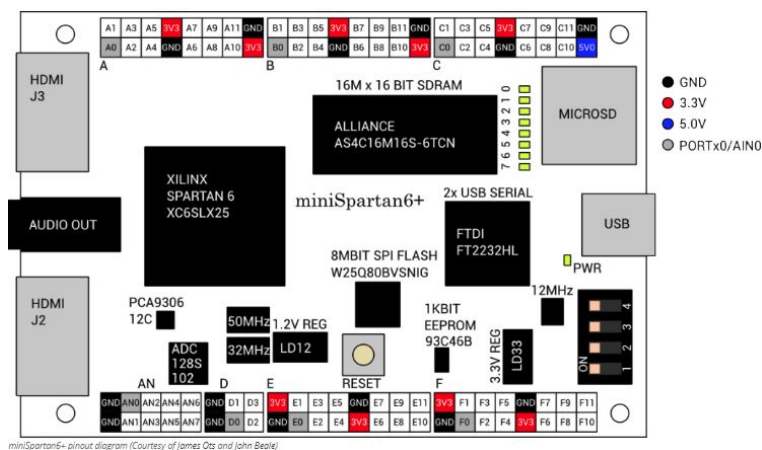 A1 A3 A5 3V3 A7 A9 A11 GND B1 B3 B5 3V3 B7 B9 B11 GND C1 C3 C5 3V3 C7 C9 C11 GND
A0 A2 A4 GND A6 A8 A10 3V3 B0 B2 B4 GND B6 B8 B10 3V3 C0 C2 C4 GND C6 C8 C10 5V0
A B C
HDMI
J3
16M x 16 BIT SDRAM
ALLIANCE
AS4C16M16S-6TCN
7 6 5 4 3 2 1 0
MICROSD
GND
3.3V
5.0V
PORTx0/AIN0
XILINX
SPARTAN 6
XC6SLX25
miniSpartan6+
2x USB SERIAL
FTDI
FT2232HL
AUDIO OUT
USB
PWR
8MBIT SPI FLASH
W25Q80BVSNIG
HDMI
J2
PCA9306
12C
50MHz
32MHz
1.2V REG
LD12
ADC
128S
102
1KBIT
EEPROM
93C46B
12MHz
3.3V REG
LD33
4
3
2
1
ON
AN D E RESET F
GND AN0 AN2 AN4 AN6 GND D1 D3 3V3 E1 E3 E5 GND E7 E9 E11 3V3 F1 F3 F5 GND F7 F9 F11
GND AN1 AN3 AN5 AN7 GND D0 D2 GND E0 E2 E4 3V3 E6 E8 E10 GND F0 F2 F4 3V3 F6 F8 F10
miniSpartan6+ pinout diagram (Courtesy of James Ots and John Beale)